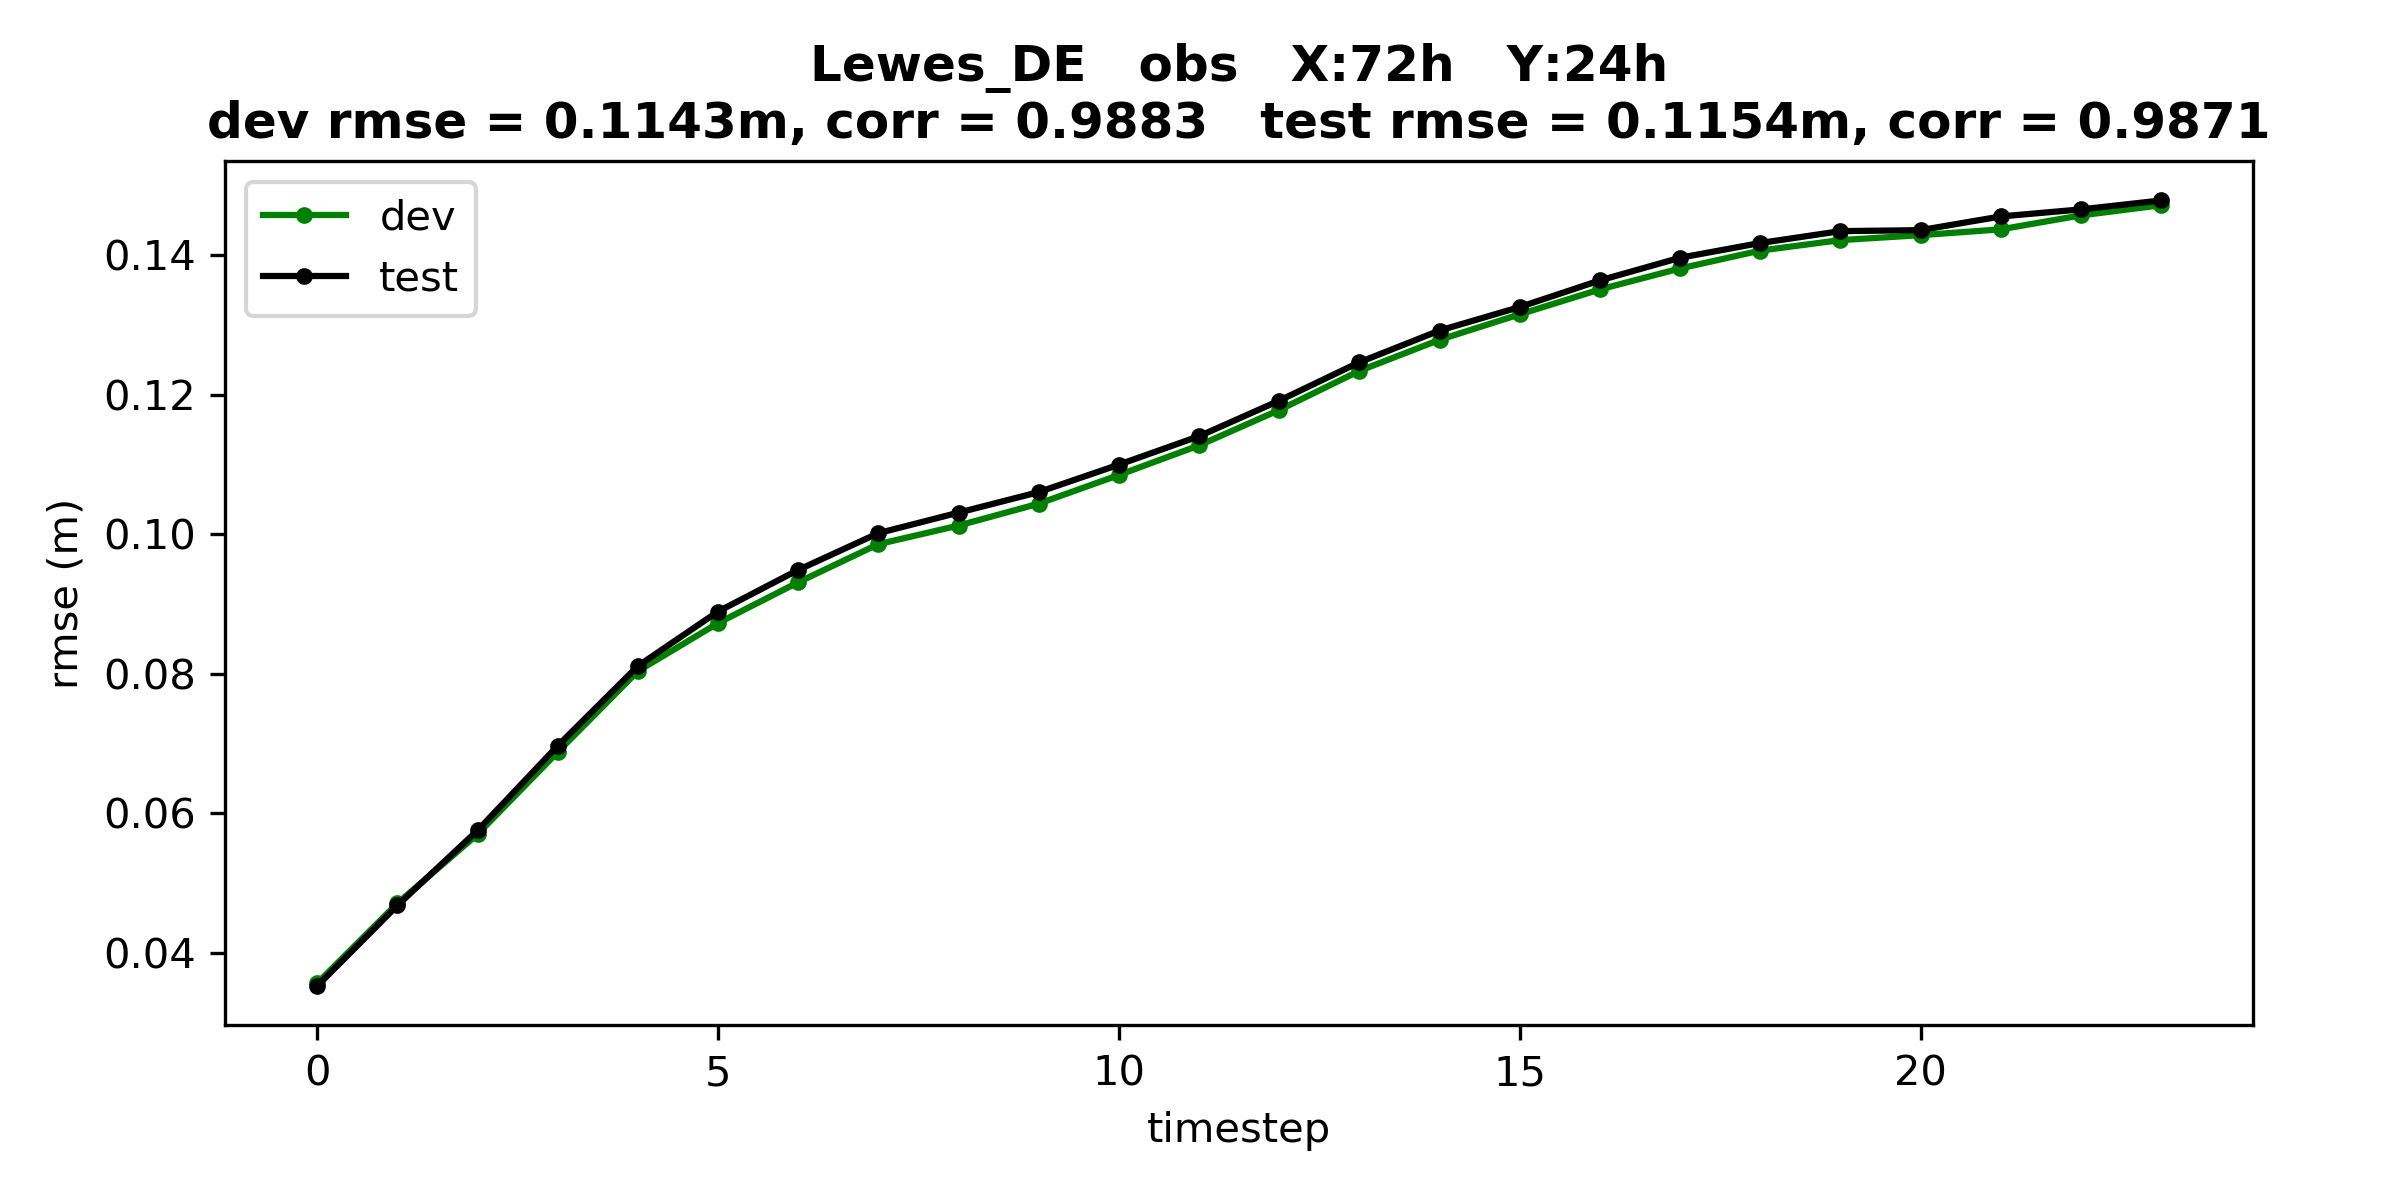 Lewes_DE   obs   X:72h   Y:24h
dev rmse = 0.1143m, corr = 0.9883   test rmse = 0.1154m, corr = 0.9871
dev
test
0.14
0.12
0.10
0.08
0.06
0.04
rmse (m)
0 5 10 15 20
timestep